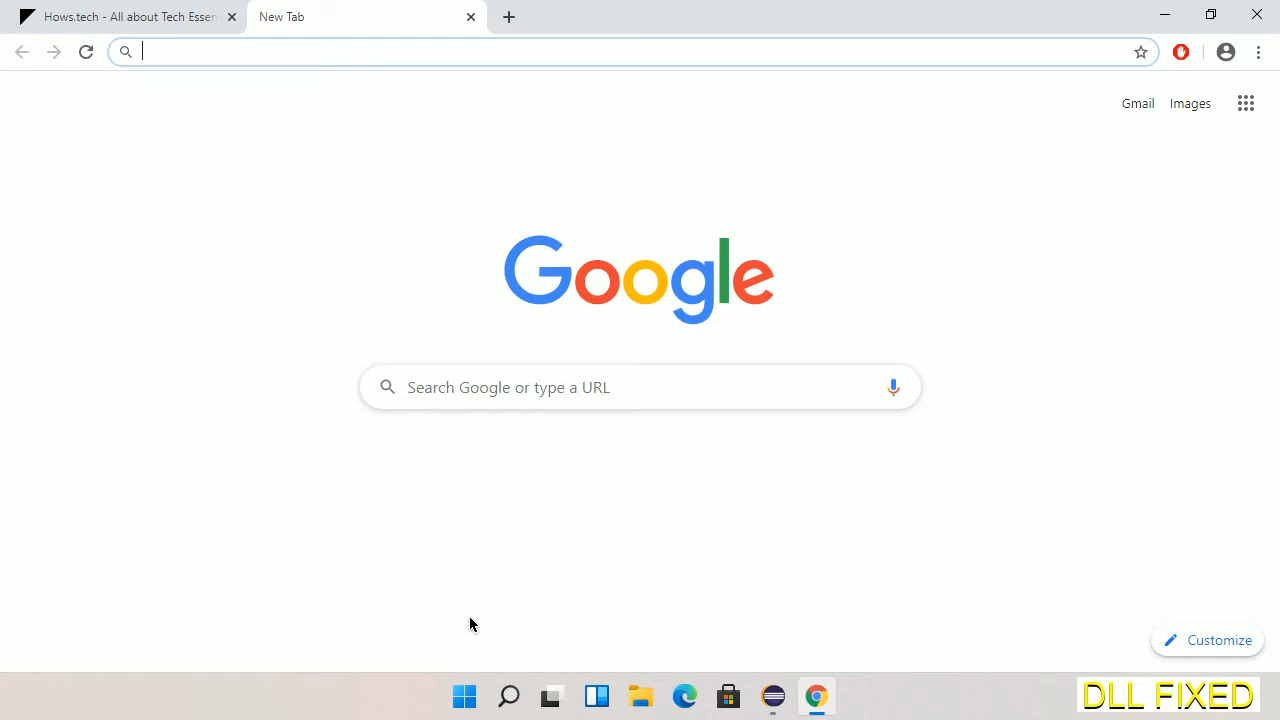 Hows.tech - All about Tech Essen
New Tab
Gmail
Images
Google
Search Google or type a URL
Customize
DLL FIXED